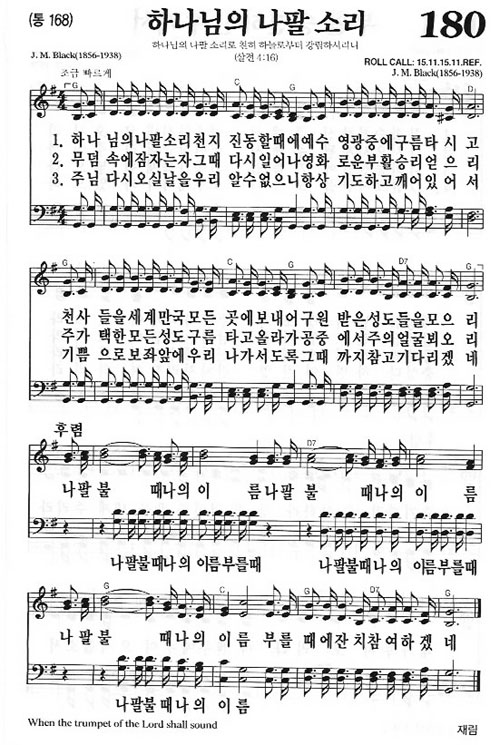 (통 168)
하나님의 나팔 소리
180
하나님의 나팔 소리로 친히 하늘로부터 강림하시리니
(살전 4:16)
J. M. Black(1856-1938)
ROLL CALL: 15.11.15.11.REF.
J. M. Black(1856-1938)
조금 빠르게
G C G D
1. 하나 님의나팔소리천지 진동할때에예수 영광중에구름타 시 고
2. 무덤 속에잠자는자그때 다시일어나영화 로운부활승리얻 으 리
3. 주님 다시오실날을우리 알수없으니항상 기도하고깨어있 어 서
G C G D7 G
천사 들을세계만국모든 곳에보내어구원 받은성도들을모으 리
주가 택한모든성도구름 타고올라가공중 에서주의얼굴뵈오 리
기쁨 으로보좌앞에우리 나가서도록그때 까지참고기다리겠 네
후렴
G D7
나팔불 때나의 이 름나팔 불 때나의 이 름
나팔불때나의 이름부를때 나팔불때나의 이름부를때
G C G D7 G
나 팔불 때나의 이름 부를 때에잔치참여하겠 네
나팔불때나의 이름
When the trumpet of the Lord shall sound
재림